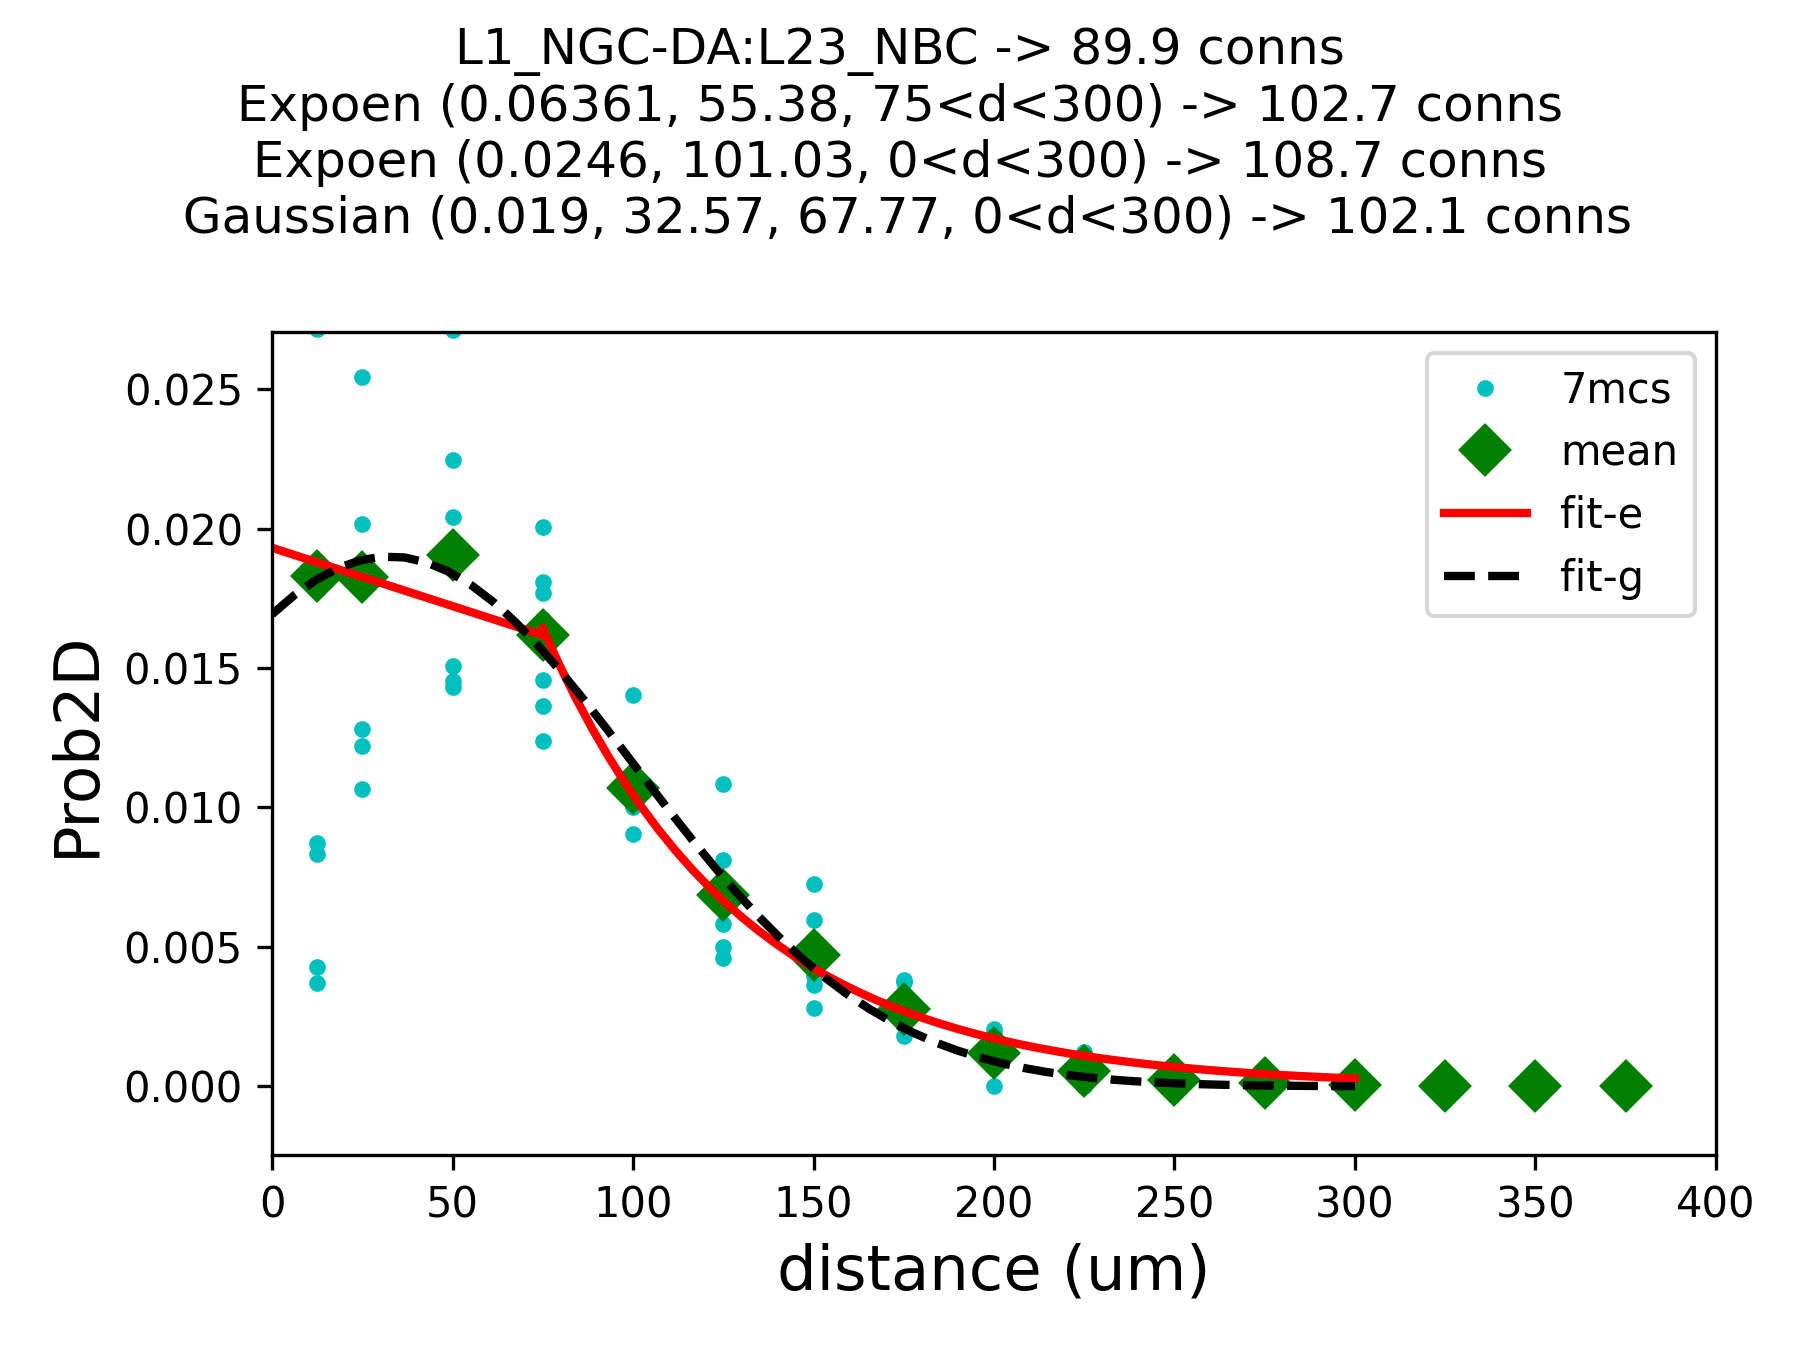 L1_NGC-DA:L23_NBC -> 89.9 conns
Expoen (0.06361, 55.38, 75<d<300) -> 102.7 conns
Expoen (0.0246, 101.03, 0<d<300) -> 108.7 conns
Gaussian (0.019, 32.57, 67.77, 0<d<300) -> 102.1 conns
7mcs
mean
fit-e
fit-g
Prob2D
0.025
0.020
0.015
0.010
0.005
0.000
0 50 100 150 200 250 300 350 400
distance (um)